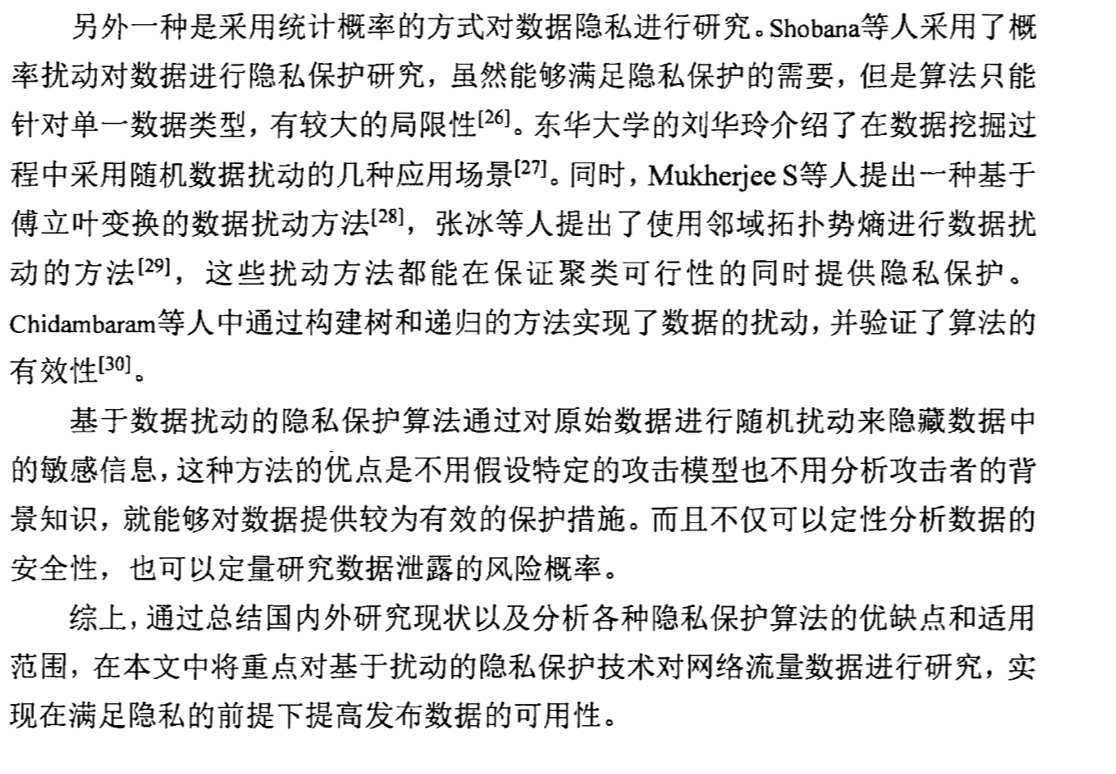 另外一种是采用统计概率的方式对数据隐私进行研究。Shobana等人采用了概
率扰动对数据进行隐私保护研究，虽然能够满足隐私保护的需要，但是算法只能
针对单一数据类型，有较大的局限性[26]。东华大学的刘华玲介绍了在数据挖掘过
程中采用随机数据扰动的几种应用场景[27]。同时，Mukherjee S等人提出一种基于
傅立叶变换的数据扰动方法[28]，张冰等人提出了使用邻域拓扑势熵进行数据扰
动的方法[29]，这些扰动方法都能在保证聚类可行性的同时提供隐私保护。
Chidambaram等人中通过构建树和递归的方法实现了数据的扰动，并验证了算法的
有效性[30]。
基于数据扰动的隐私保护算法通过对原始数据进行随机扰动来隐藏数据中
的敏感信息，这种方法的优点是不用假设特定的攻击模型也不用分析攻击者的背
景知识，就能够对数据提供较为有效的保护措施。而且不仅可以定性分析数据的
安全性，也可以定量研究数据泄露的风险概率。
综上，通过总结国内外研究现状以及分析各种隐私保护算法的优缺点和适用
范围，在本文中将重点对基于扰动的隐私保护技术对网络流量数据进行研究，实
现在满足隐私的前提下提高发布数据的可用性。